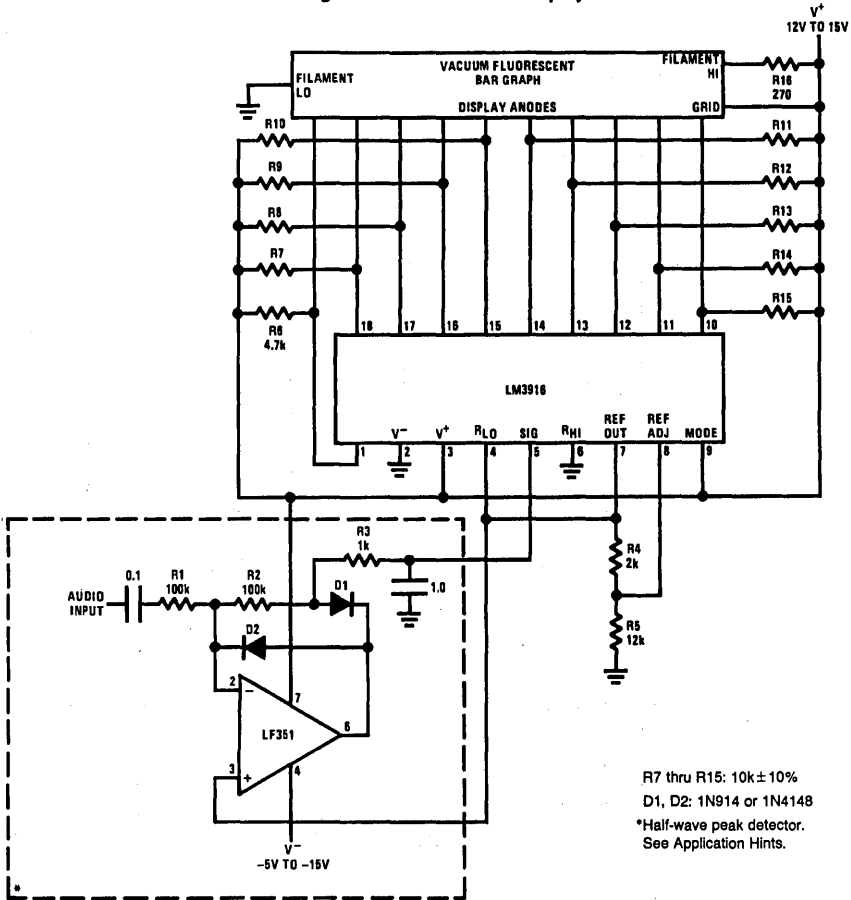 V+
12V TO 15V
FILAMENT LO
VACUUM FLUORESCENT BAR GRAPH
FILAMENT HI
DISPLAY ANODES
GRID
R16
270
R10
R11
R9
R12
R8
R13
R7
R14
R6
4.7k
R15
18 17 16 15 14 13 12 11 10
LM3916
V− V+ RLO SIG RHI REF OUT REF ADJ MODE
1 2 3 4 5 6 7 8 9
R3
1k
R4
2k
0.1
R1
100k
R2
100k
D1
1.0
AUDIO INPUT
D2
R5
12k
2
−
7
LF351
6
3
+
4
V−
−5V TO −15V
R7 thru R15: 10k±10%
D1, D2: 1N914 or 1N4148
*Half-wave peak detector.
See Application Hints.
*